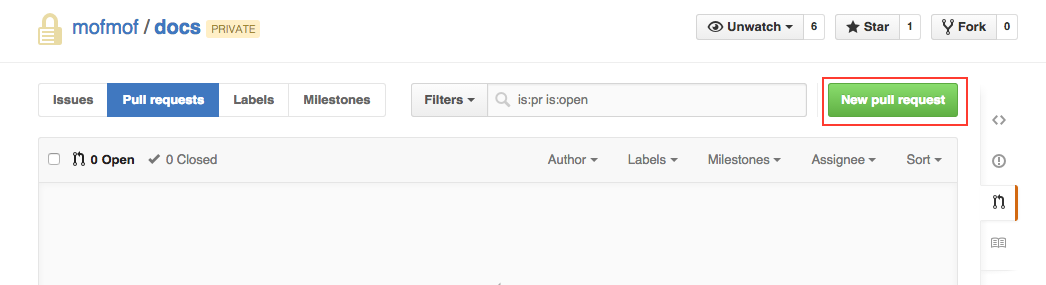 mofmof / docs PRIVATE Unwatch 6 Star 1 Fork 0
Issues Pull requests Labels Milestones Filters is:pr is:open New pull request
0 Open 0 Closed Author Labels Milestones Assignee Sort